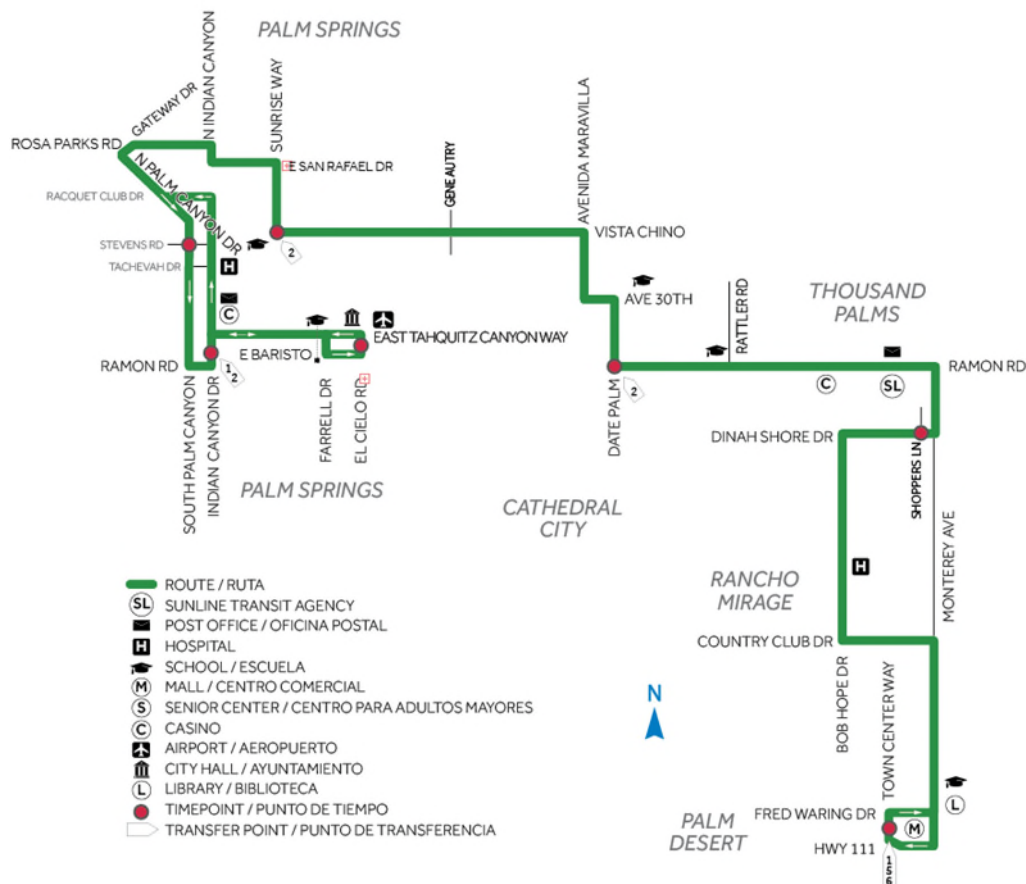 PALM SPRINGS
GATEWAY DR
N INDIAN CANYON
SUNRISE WAY
AVENIDA MARAVILLA
ROSA PARKS RD
N PALM CANYON DR
E SAN RAFAEL DR
GENE AUTRY
RACQUET CLUB DR
STEVENS RD
2
VISTA CHINO
TACHEVAH DR
H
AVE 30TH
RATTLER RD
THOUSAND
PALMS
C
EAST TAHQUITZ CANYON WAY
E BARISTO
RAMON RD
1
2
2
C
SL
RAMON RD
SOUTH PALM CANYON
INDIAN CANYON DR
FARRELL DR
EL CIELO RD
DATE PALM
DINAH SHORE DR
SHOPPERS LN
MONTEREY AVE
PALM SPRINGS
CATHEDRAL
CITY
H
RANCHO
MIRAGE
COUNTRY CLUB DR
BOB HOPE DR
TOWN CENTER WAY
N
ROUTE / RUTA
SL SUNLINE TRANSIT AGENCY
POST OFFICE / OFICINA POSTAL
H HOSPITAL
SCHOOL / ESCUELA
M MALL / CENTRO COMERCIAL
S SENIOR CENTER / CENTRO PARA ADULTOS MAYORES
C CASINO
AIRPORT / AEROPUERTO
CITY HALL / AYUNTAMIENTO
L LIBRARY / BIBLIOTECA
TIMEPOINT / PUNTO DE TIEMPO
TRANSFER POINT / PUNTO DE TRANSFERENCIA
L
FRED WARING DR
M
PALM
DESERT
HWY 111
1
5
6